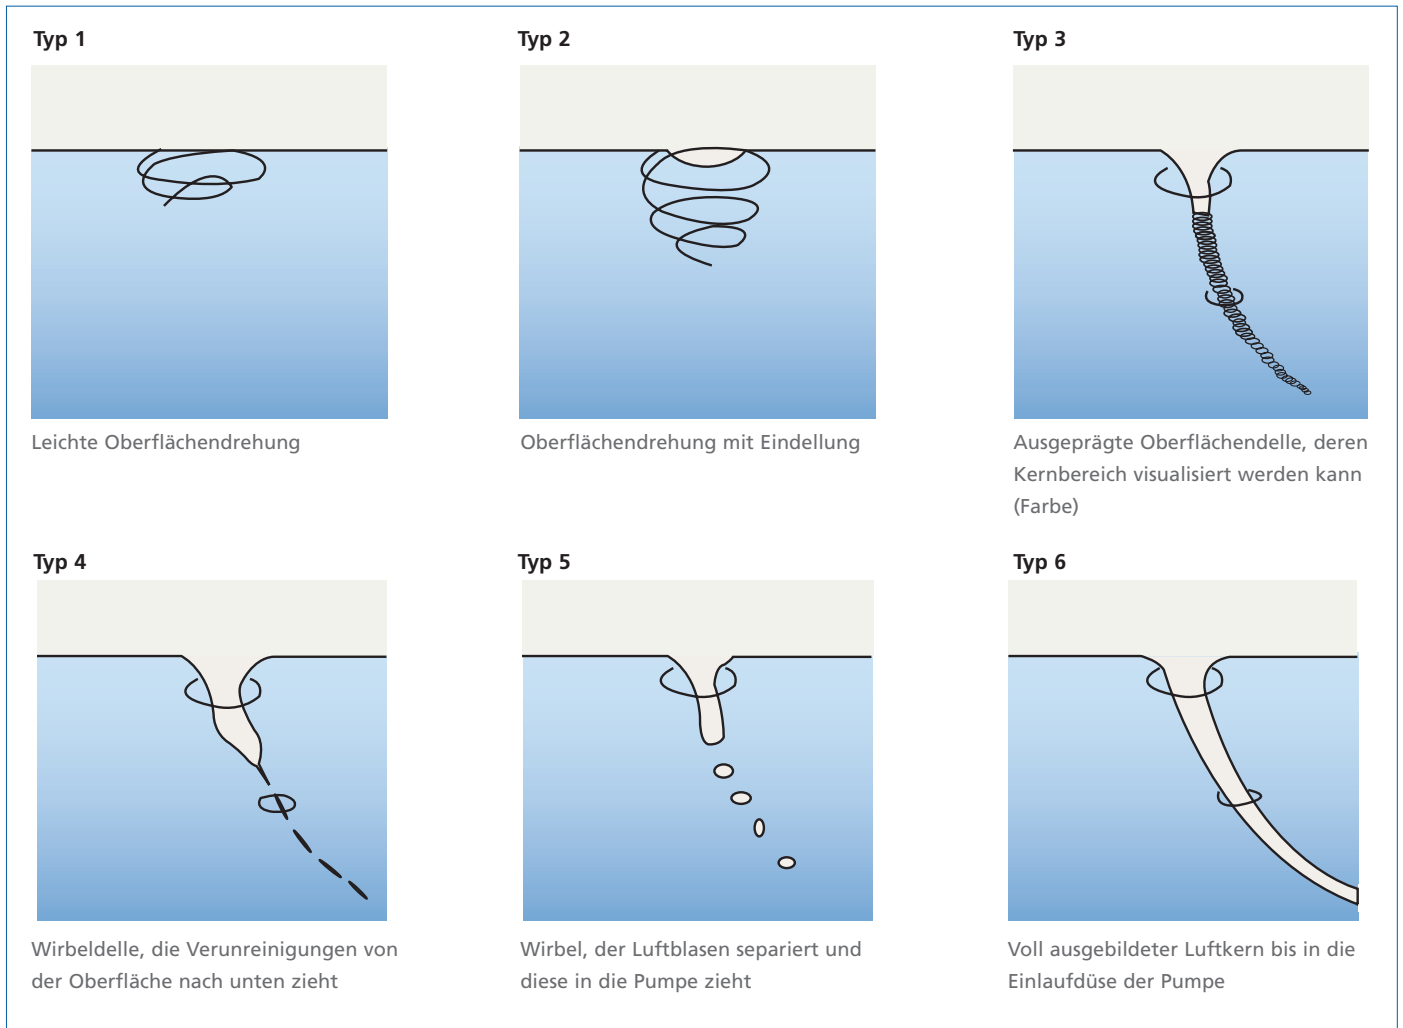 Typ 1
Typ 2
Typ 3
Leichte Oberflächendrehung
Oberflächendrehung mit Eindellung
Ausgeprägte Oberflächendelle, deren
Kernbereich visualisiert werden kann
(Farbe)
Typ 4
Typ 5
Typ 6
Wirbeldelle, die Verunreinigungen von
der Oberfläche nach unten zieht
Wirbel, der Luftblasen separiert und
diese in die Pumpe zieht
Voll ausgebildeter Luftkern bis in die
Einlaufdüse der Pumpe